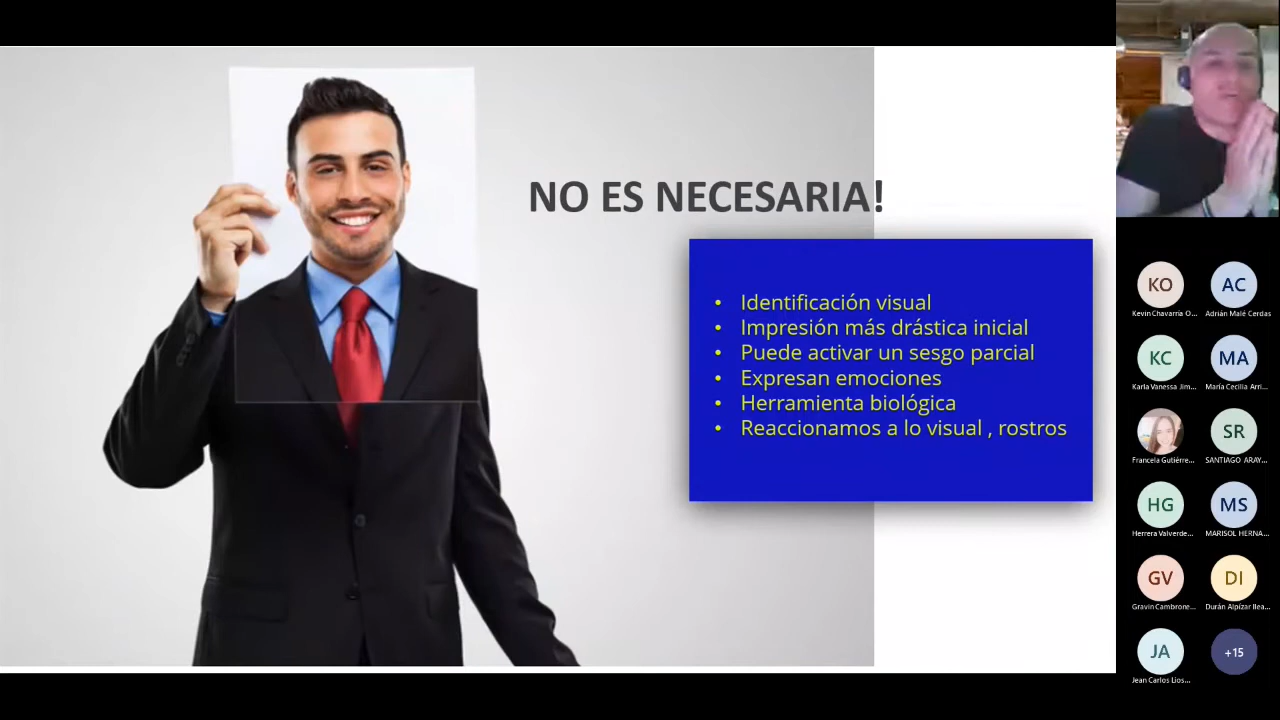 NO ES NECESARIA!
• Identificación visual
• Impresión más drástica inicial
• Puede activar un sesgo parcial
• Expresan emociones
• Herramienta biológica
• Reaccionamos a lo visual , rostros
KO
AC
Kevin Chavarría O...
Adrián Malé Cerdas
KC
MA
Karla Vanessa Jim...
María Cecilia Arri...
SR
Francela Gutiérre...
SANTIAGO ARAY...
HG
MS
Herrera Valverde...
MARISOL HERNA...
GV
DI
Gravin Cambrone...
Durán Alpízar Ilea...
JA
+15
Jean Carlos Lios...